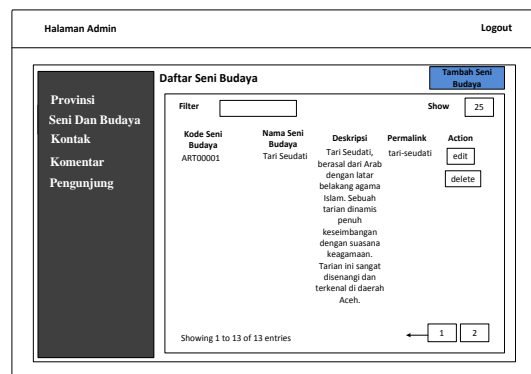 Halaman Admin
Logout
Provinsi
Seni Dan Budaya
Kontak
Komentar
Pengunjung
Daftar Seni Budaya
Tambah Seni
Budaya
Filter
Show
25
Kode Seni
Budaya
Nama Seni
Budaya
Deskripsi
Permalink
Action
ART00001
Tari Seudati
Tari Seudati,
berasal dari Arab
dengan latar
belakang agama
Islam. Sebuah
tarian dinamis
penuh
keseimbangan
dengan suasana
keagamaan.
Tarian ini sangat
disenangi dan
terkenal di daerah
Aceh.
tari-seudati
edit
delete
Showing 1 to 13 of 13 entries
1
2